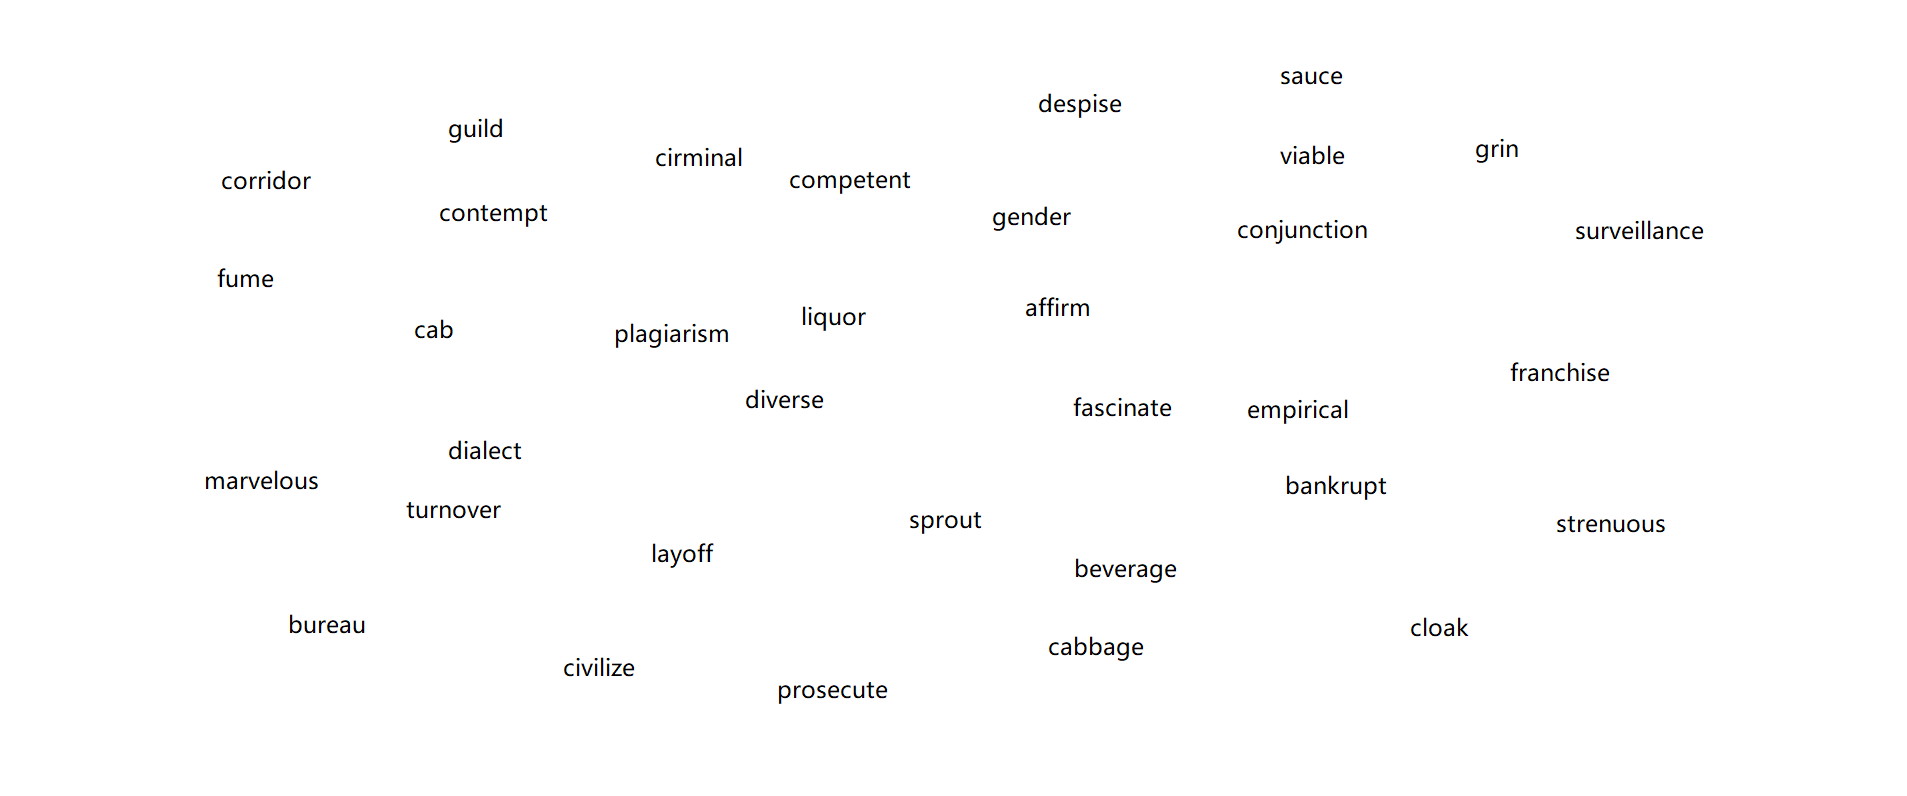 sauce
despise
guild
cirminal
viable
grin
corridor
competent
contempt
gender
conjunction
surveillance
fume
affirm
liquor
cab
plagiarism
franchise
diverse
fascinate
empirical
dialect
marvelous
bankrupt
turnover
sprout
strenuous
layoff
beverage
bureau
cloak
cabbage
civilize
prosecute